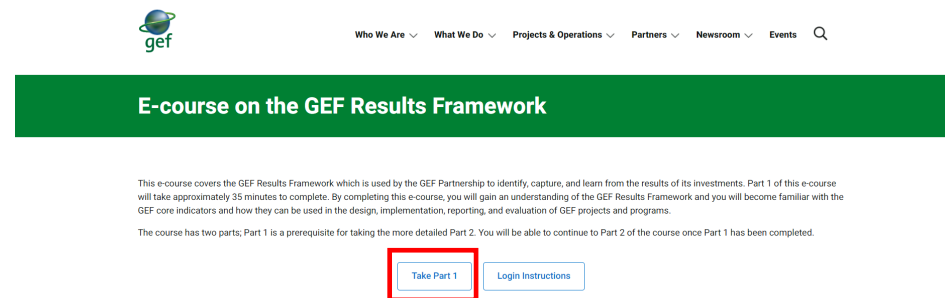 gef
Who We Are
What We Do
Projects & Operations
Partners
Newsroom
Events
E-course on the GEF Results Framework
This e-course covers the GEF Results Framework which is used by the GEF Partnership to identify, capture, and learn from the results of its investments. Part 1 of this e-course
will take approximately 35 minutes to complete. By completing this e-course, you will gain an understanding of the GEF Results Framework and you will become familiar with the
GEF core indicators and how they can be used in the design, implementation, reporting, and evaluation of GEF projects and programs.
The course has two parts; Part 1 is a prerequisite for taking the more detailed Part 2. You will be able to continue to Part 2 of the course once Part 1 has been completed.
Take Part 1
Login Instructions